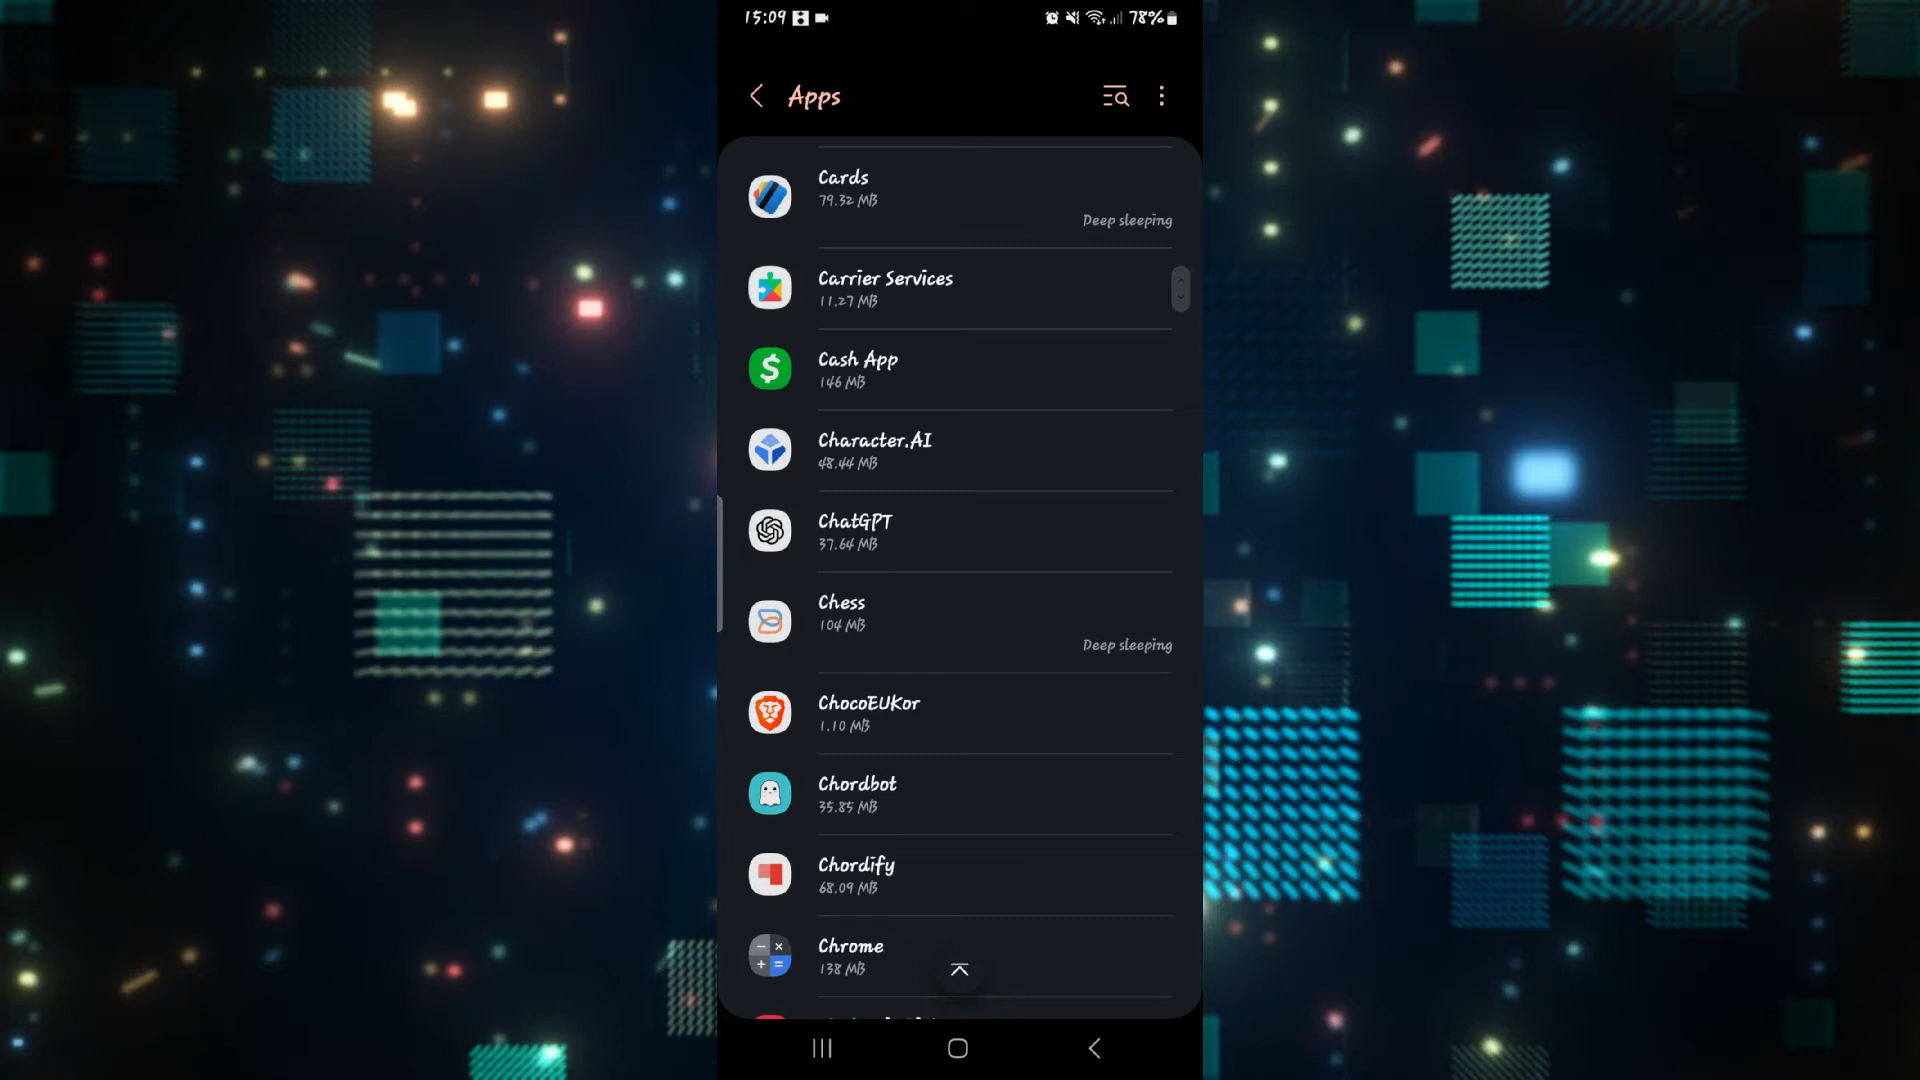 15:09
78%
Apps
Cards
79.32 MB
Deep sleeping
Carrier Services
11.27 MB
Cash App
146 MB
Character.AI
48.44 MB
ChatGPT
37.64 MB
Chess
104 MB
Deep sleeping
ChocoEUKor
1.10 MB
Chordbot
35.85 MB
Chordify
68.09 MB
Chrome
138 MB